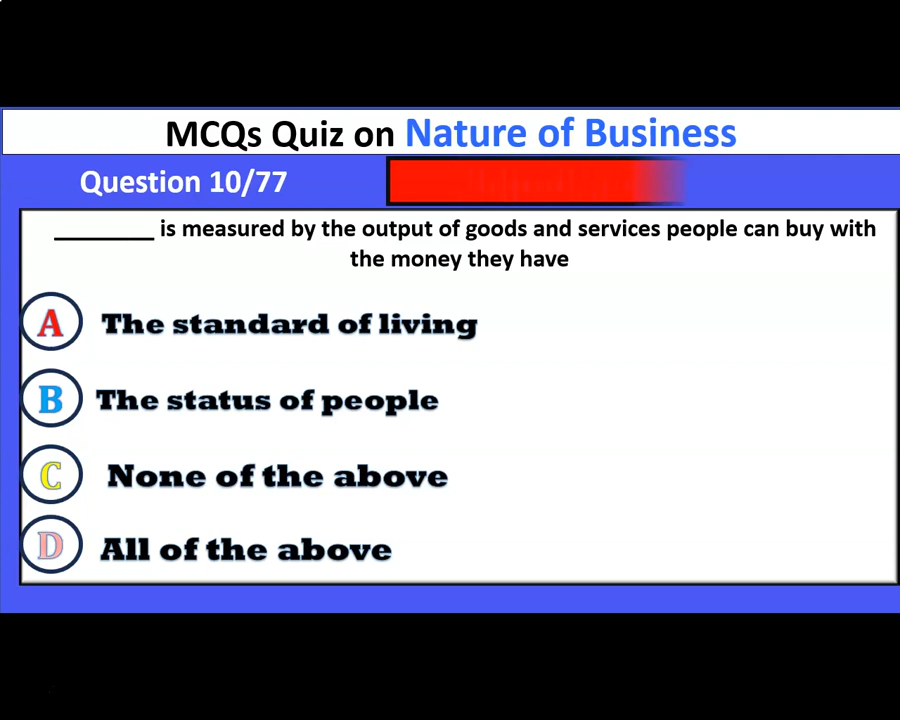 MCQs Quiz on Nature of Business
Question 10/77
________ is measured by the output of goods and services people can buy with
the money they have
A The standard of living
B The status of people
C None of the above
D All of the above